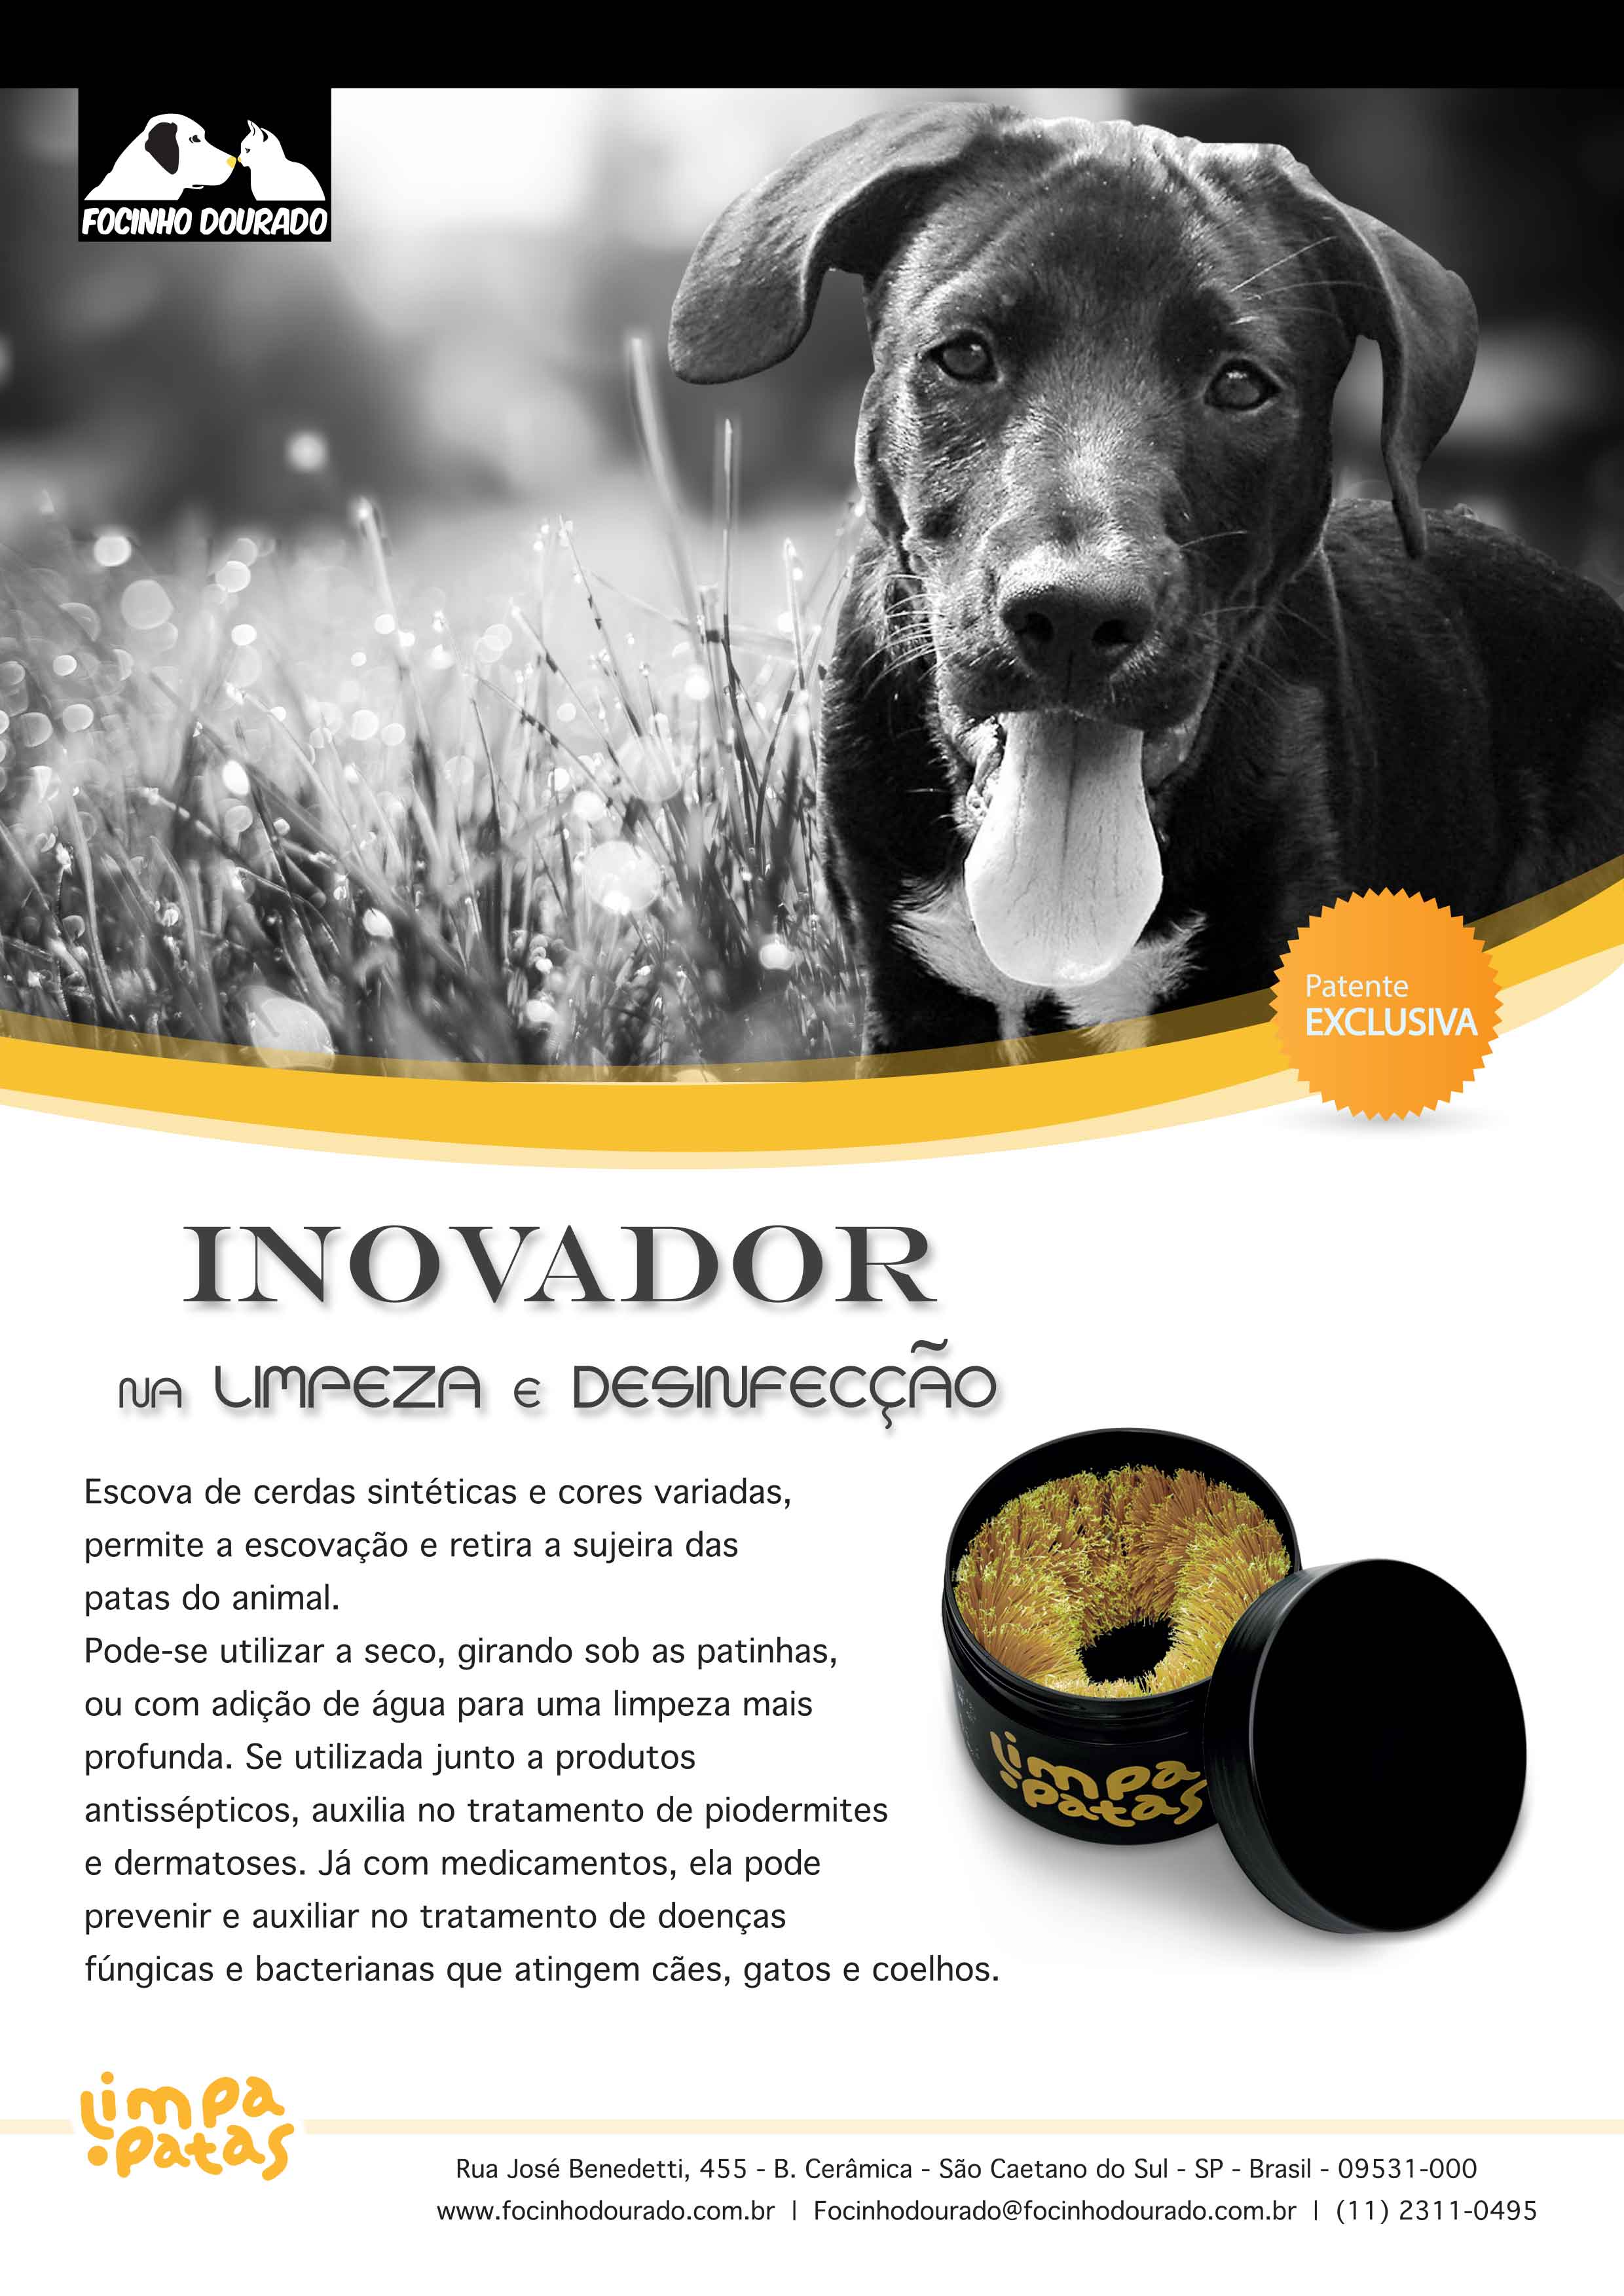 FOCINHO DOURADO
Patente
EXCLUSIVA
INOVADOR
NA LIMPEZA E DESINFECÇÃO
Escova de cerdas sintéticas e cores variadas,
permite a escovação e retira a sujeira das
patas do animal.
Pode-se utilizar a seco, girando sob as patinhas,
ou com adição de água para uma limpeza mais
profunda. Se utilizada junto a produtos
antissépticos, auxilia no tratamento de piodermites
e dermatoses. Já com medicamentos, ela pode
prevenir e auxiliar no tratamento de doenças
fúngicas e bacterianas que atingem cães, gatos e coelhos.
limpa
patas
limpa
patas
Rua José Benedetti, 455 - B. Cerâmica - São Caetano do Sul - SP - Brasil - 09531-000
www.focinhodourado.com.br | Focinhodourado@focinhodourado.com.br | (11) 2311-0495